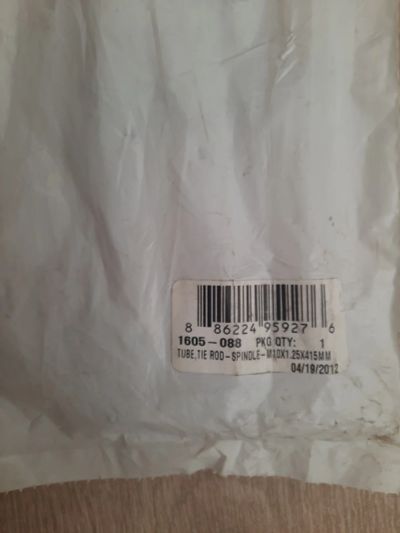 8 86224 95927 6
1605-088 PKG QTY: 1
TUBE,TIE ROD-SPINDLE-M10X1.25X415MM
04/19/2012